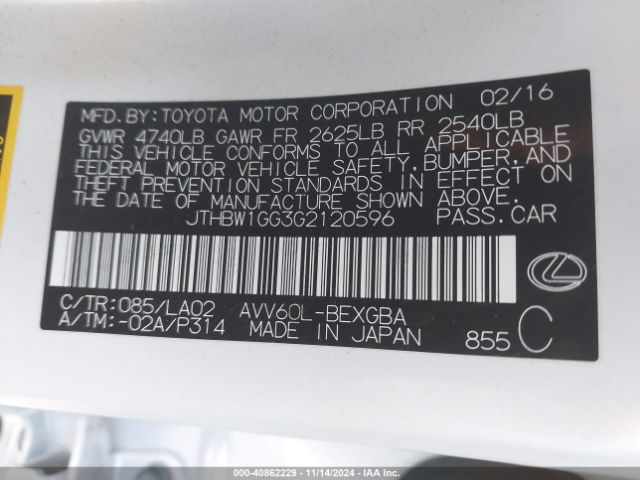 MFD. BY: TOYOTA MOTOR CORPORATION 02/16
GVWR 4740LB GAWR FR 2625LB RR 2540LB
THIS VEHICLE CONFORMS TO ALL APPLICABLE
FEDERAL MOTOR VEHICLE SAFETY, BUMPER, AND
THEFT PREVENTION STANDARDS IN EFFECT ON
THE DATE OF MANUFACTURE SHOWN ABOVE.
JTHBW1GG3G2120596 PASS. CAR
C/TR: 085/LA02 AVV60L-BEXGBA
A/TM: -02A/P314 MADE IN JAPAN 855 C
000-40862229 - 11/14/2024 - IAA Inc.